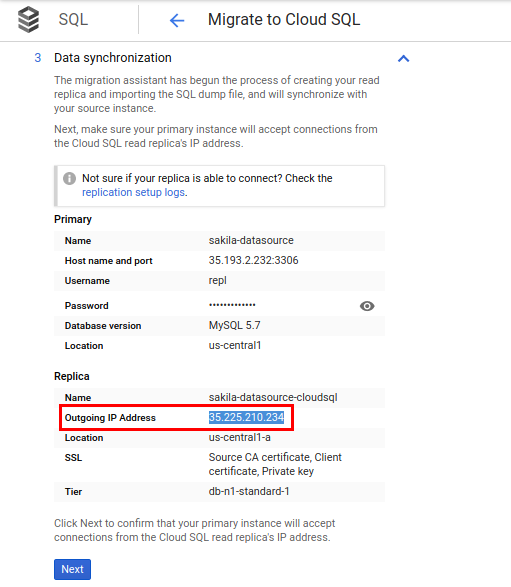 SQL
Migrate to Cloud SQL
3 Data synchronization
The migration assistant has begun the process of creating your read
replica and importing the SQL dump file, and will synchronize with
your source instance.
Next, make sure your primary instance will accept connections from
the Cloud SQL read replica's IP address.
Not sure if your replica is able to connect? Check the
replication setup logs.
Primary
Name sakila-datasource
Host name and port 35.193.2.232:3306
Username repl
Password •••••••••••••
Database version MySQL 5.7
Location us-central1
Replica
Name sakila-datasource-cloudsql
Outgoing IP Address 35.225.210.234
Location us-central1-a
SSL Source CA certificate, Client
certificate, Private key
Tier db-n1-standard-1
Click Next to confirm that your primary instance will accept
connections from the Cloud SQL read replica's IP address.
Next